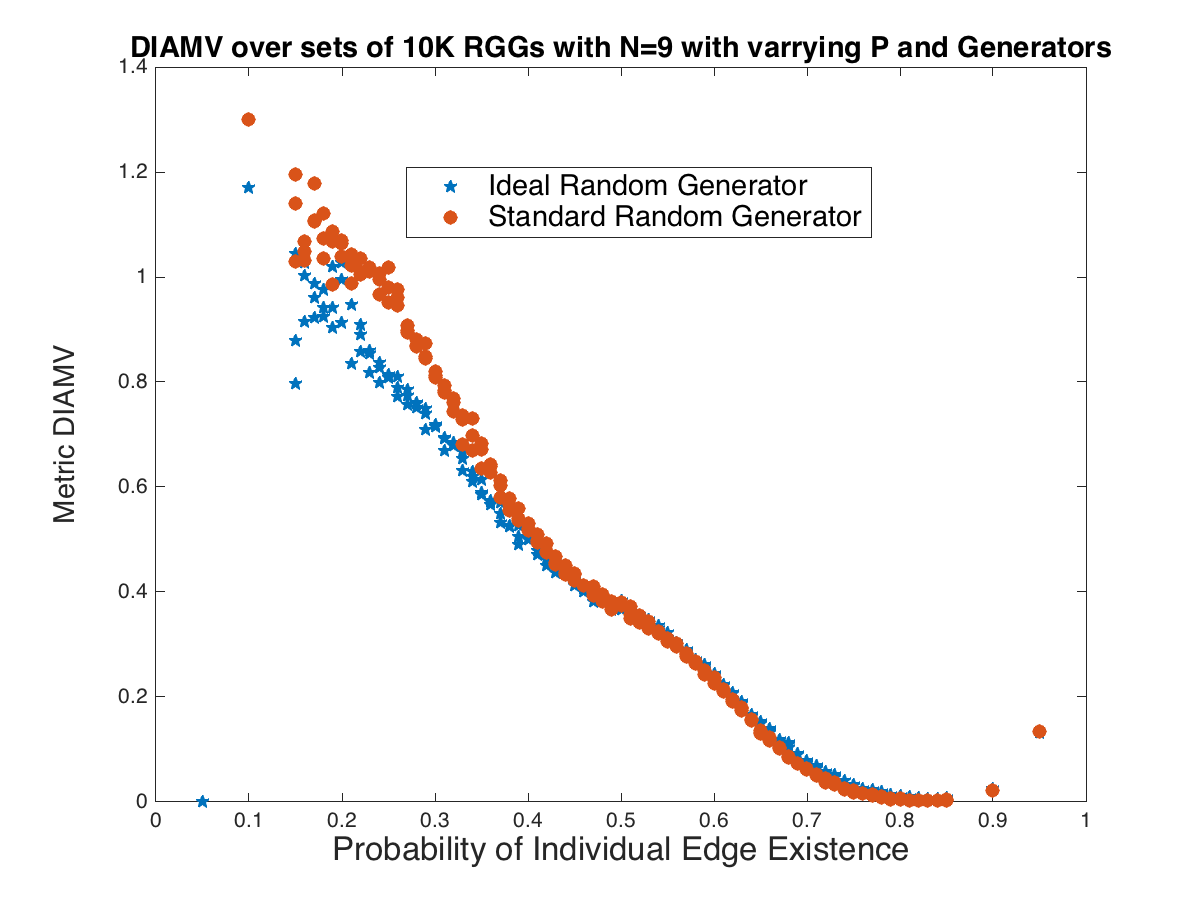 DIAMV over sets of 10K RGGs with N=9 with varrying P and Generators
1.4
1.2
1
0.8
0.6
0.4
0.2
0
Metric DIAMV
Ideal Random Generator
Standard Random Generator
0 0.1 0.2 0.3 0.4 0.5 0.6 0.7 0.8 0.9 1
Probability of Individual Edge Existence